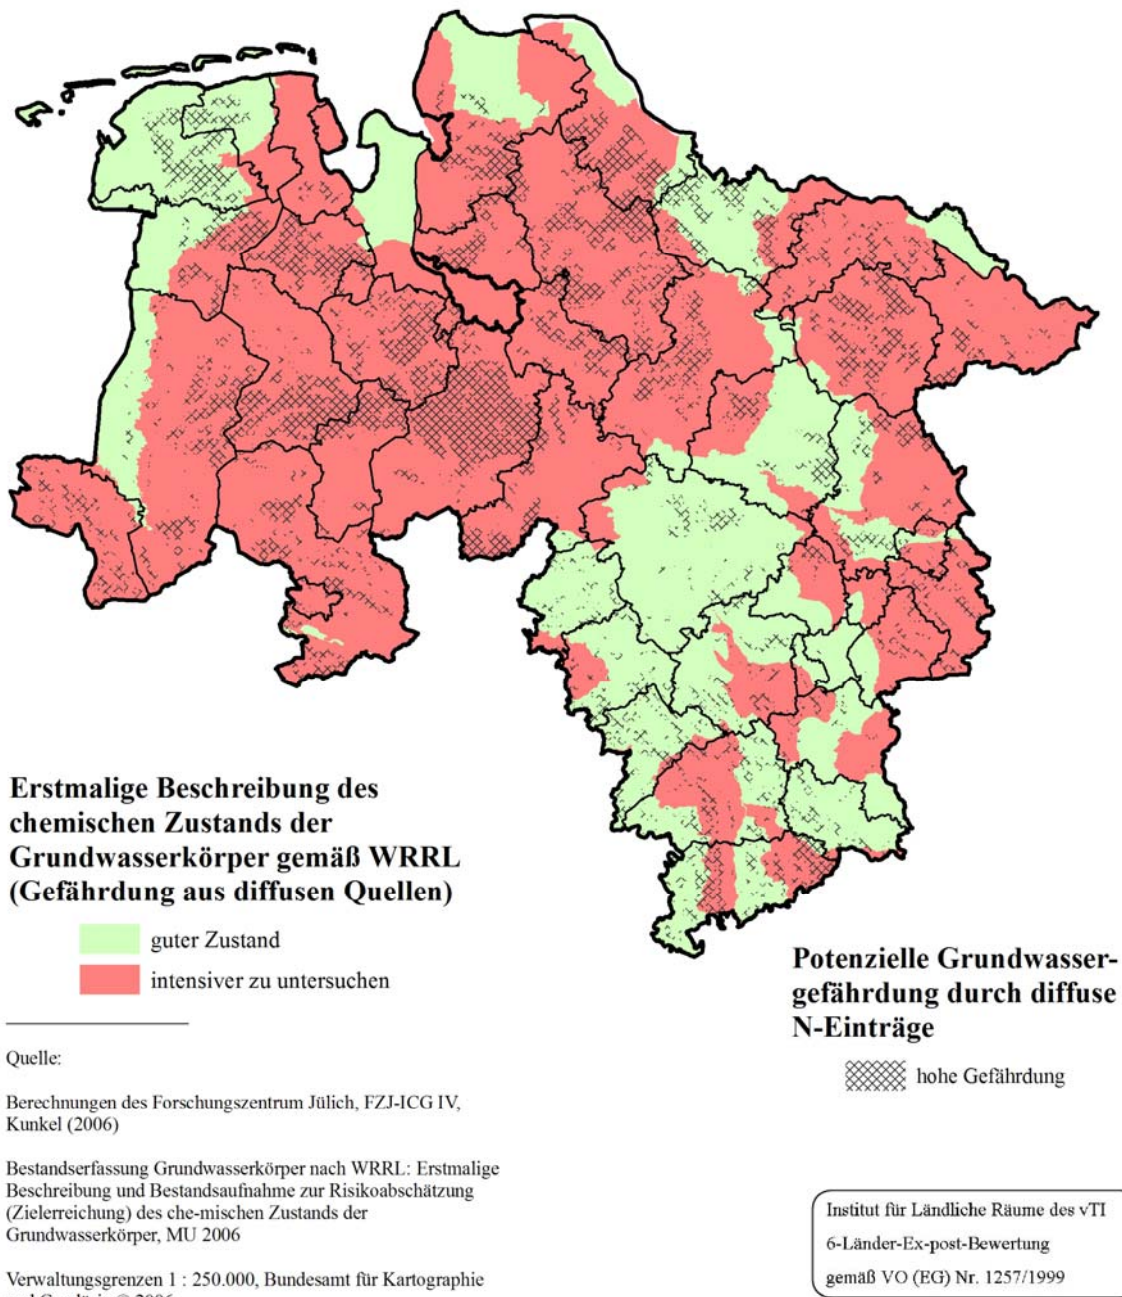 Erstmalige Beschreibung des
chemischen Zustands der
Grundwasserkörper gemäß WRRL
(Gefährdung aus diffusen Quellen)
guter Zustand
intensiver zu untersuchen
Quelle:
Berechnungen des Forschungszentrum Jülich, FZJ-ICG IV,
Kunkel (2006)
Bestandserfassung Grundwasserkörper nach WRRL: Erstmalige
Beschreibung und Bestandsaufnahme zur Risikoabschätzung
(Zielerreichung) des che-mischen Zustands der
Grundwasserkörper, MU 2006
Verwaltungsgrenzen 1 : 250.000, Bundesamt für Kartographie
Potenzielle Grundwasser-
gefährdung durch diffuse
N-Einträge
hohe Gefährdung
Institut für Ländliche Räume des vTI
6-Länder-Ex-post-Bewertung
gemäß VO (EG) Nr. 1257/1999